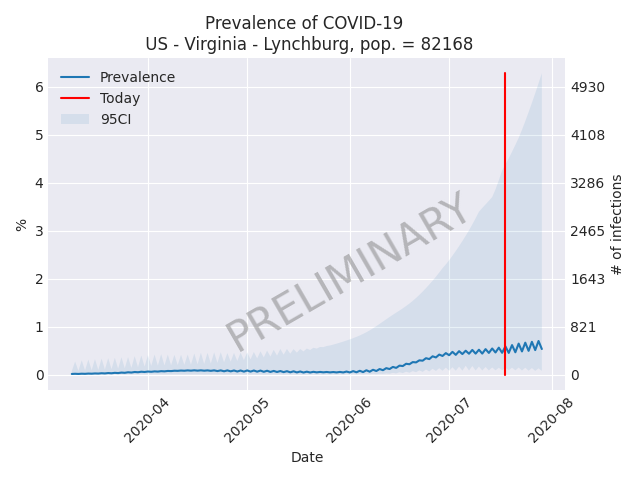 Prevalence of COVID-19
US - Virginia - Lynchburg, pop. = 82168
Prevalence
Today
95CI
6
5
4
3
2
1
0
%
4930
4108
3286
2465
1643
821
0
# of infections
PRELIMINARY
2020-04
2020-05
2020-06
2020-07
2020-08
Date